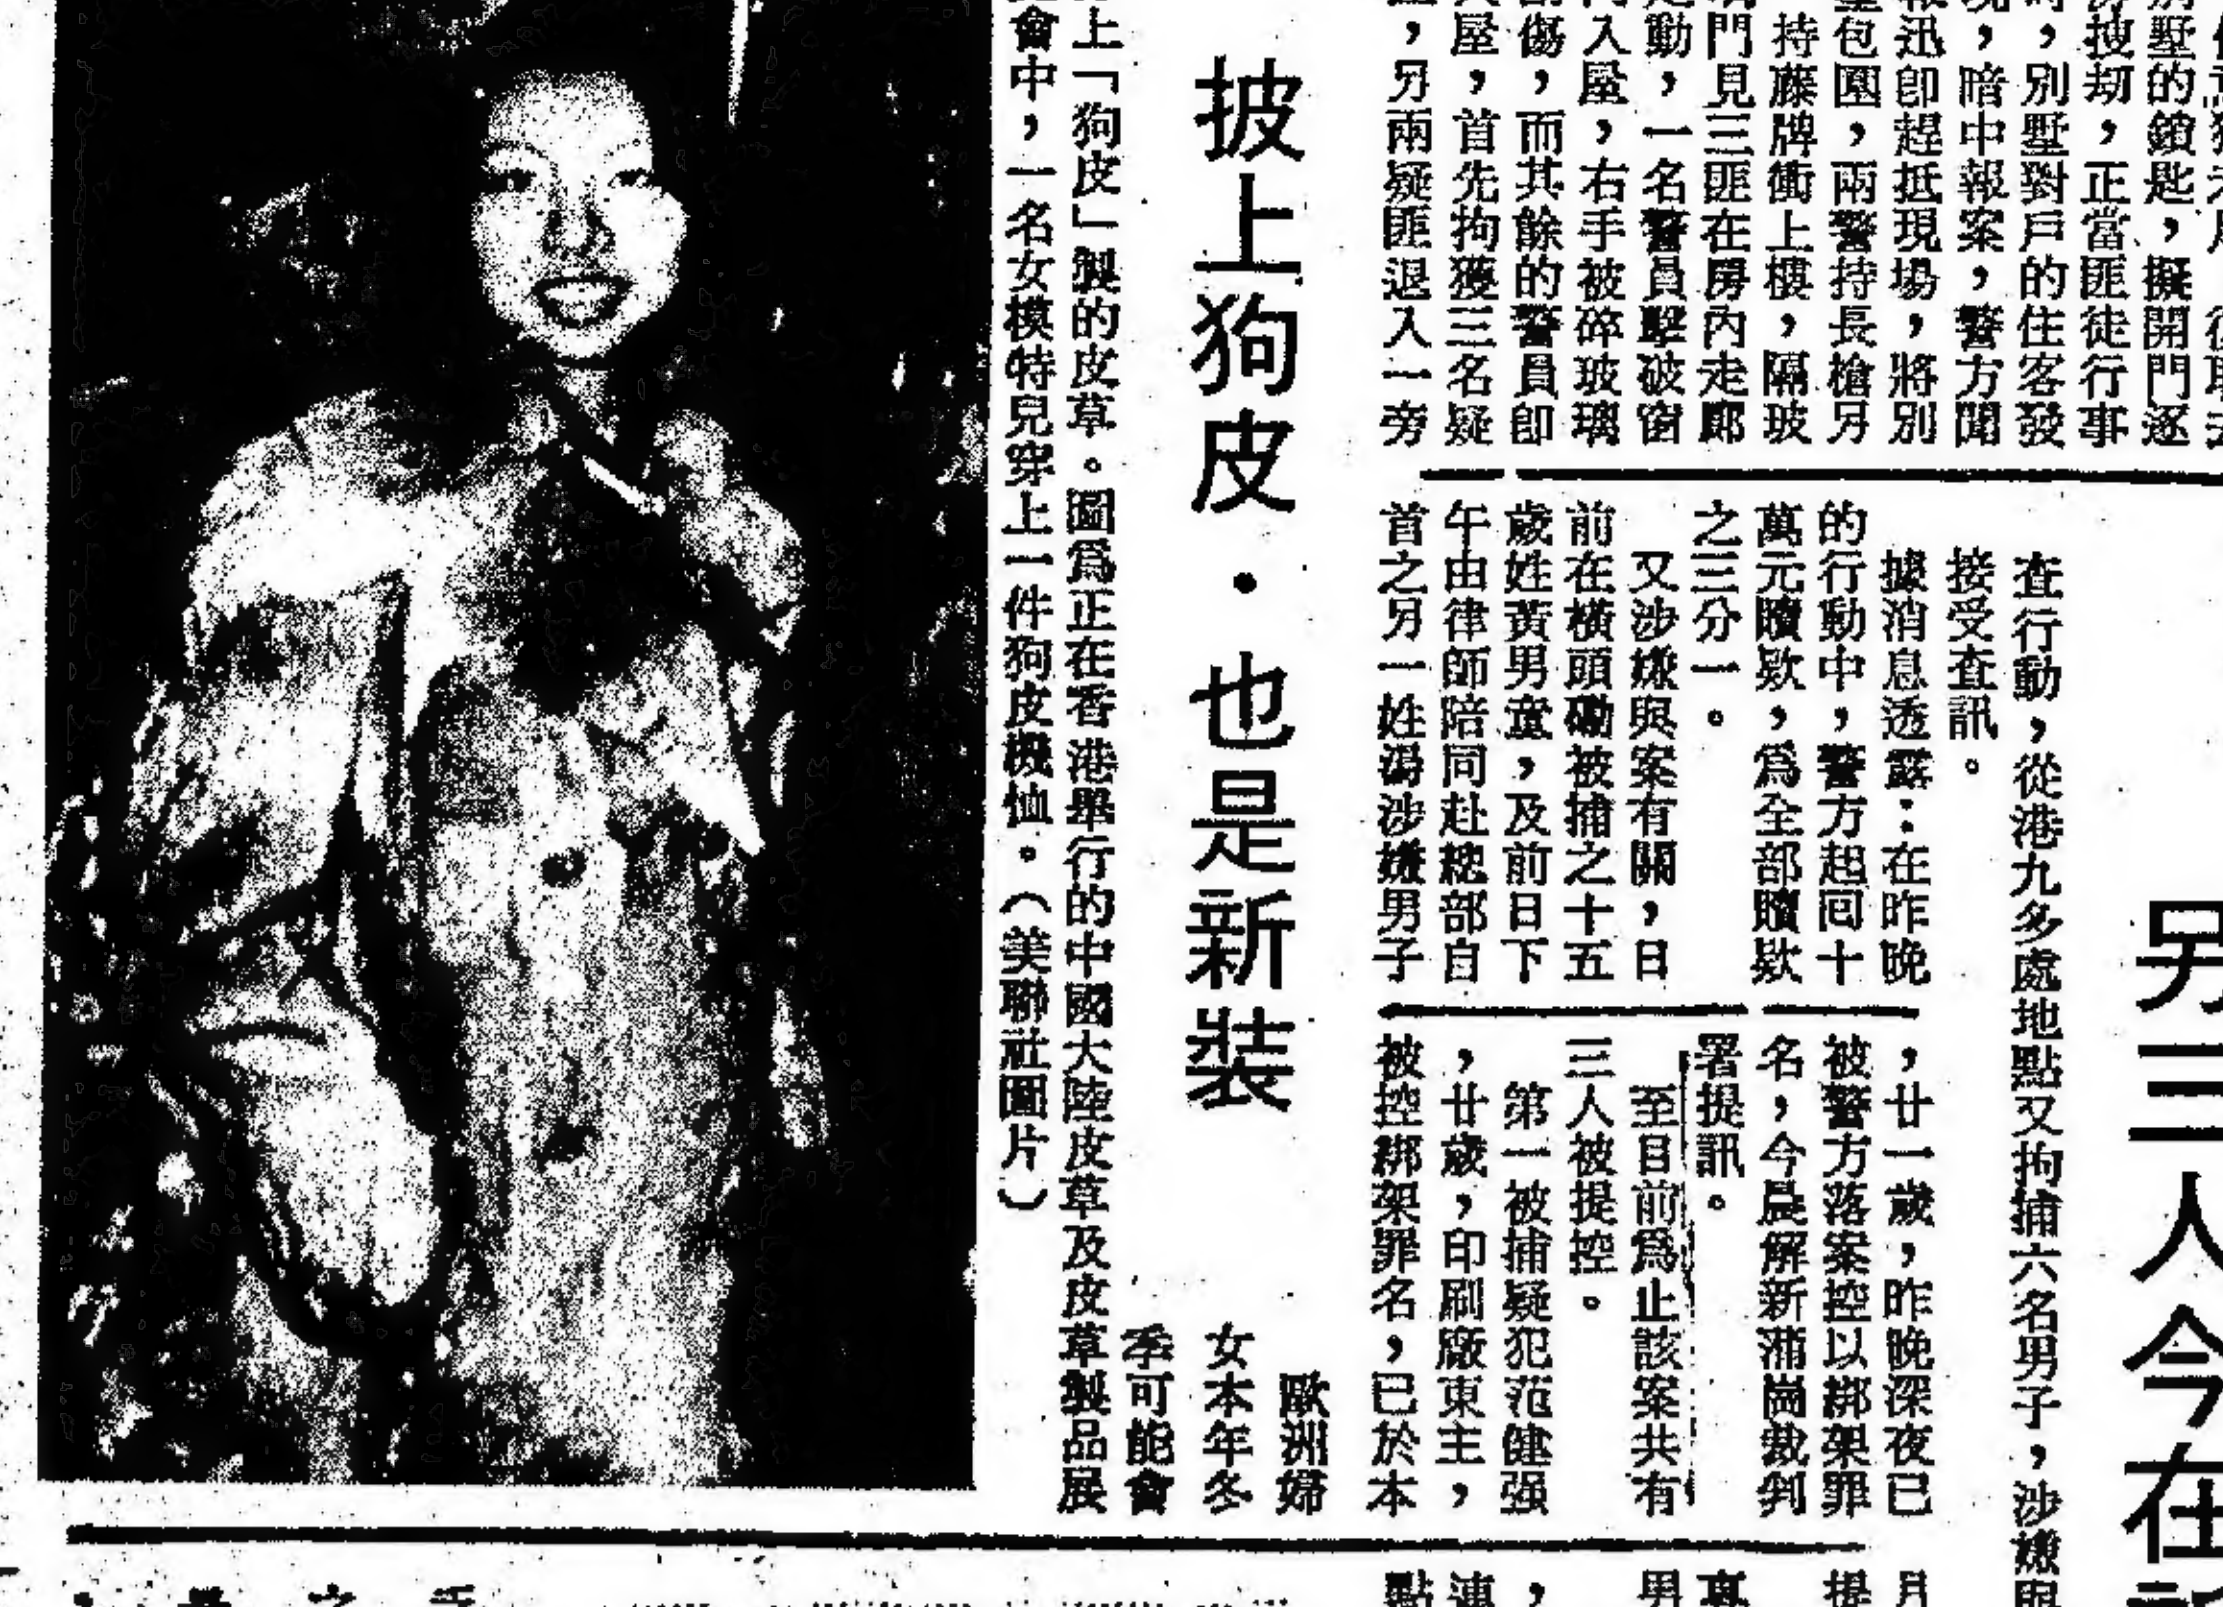 別墅的鎖匙，擬開門逐
搜刧，正當匪徒行事
時，別墅對戶的住客發
，暗中報案，警方聞
報迅即趕抵現場，將別
包圍，兩警持長槍另
持藤牌衝上樓，隔玻
門見三匪在房內走廊
走動，一名警員擊破窗
入屋，右手被碎玻璃
傷，而其餘的警員即
屋，首先拘獲三名疑
，另兩疑匪退入一旁
另三人今在
查行動，從港九多處地點又拘捕六名男子，涉嫌與
接受查訊。
據消息透露：在昨晚
的行動中，警方起回十
萬元贖欵，爲全部贖欵
之三分一。
又涉嫌與案有關，日
前在橫頭磡被捕之十五
歲姓黃男童，及前日下
午由律師陪同赴總部自
首之另一姓湯涉嫌男子
，廿一歲，昨晚深夜已
被警方落案控以綁架罪
名，今晨解新蒲崗裁判
署提訊。
至目前爲止該案共有
三人被提控。
第一被捕疑犯范健强
，廿歲，印刷廠東主，
被控綁架罪名，已於本
披上狗皮·也是新裝
歐洲婦
女本年冬
季可能會
上「狗皮」製的皮草。圖爲正在香港舉行的中國大陸皮草及皮草製品展
會中，一名女模特兒穿上一件狗皮機恤。（美聯社圖片）